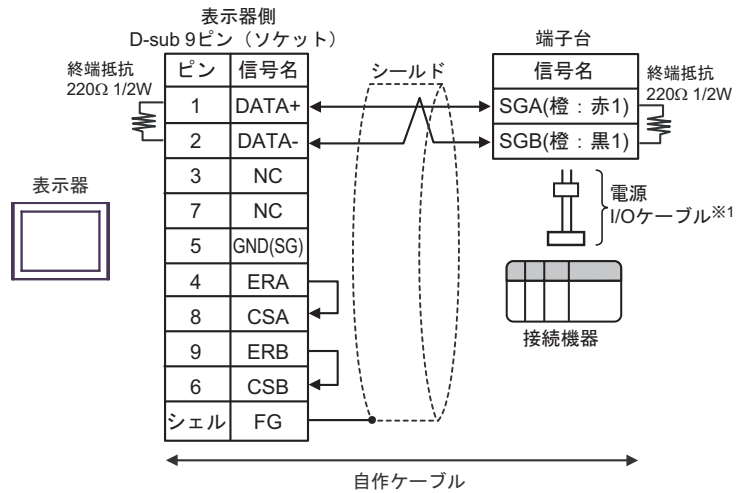 表示器側
D-sub 9ピン（ソケット）
端子台
終端抵抗
220Ω 1/2W
ピン 信号名
シールド
信号名
終端抵抗
220Ω 1/2W
1 DATA+
SGA(橙：赤1)
2 DATA-
SGB(橙：黒1)
3 NC
表示器
7 NC
電源
I/Oケーブル※1
5 GND(SG)
4 ERA
8 CSA
接続機器
9 ERB
6 CSB
シェル FG
自作ケーブル